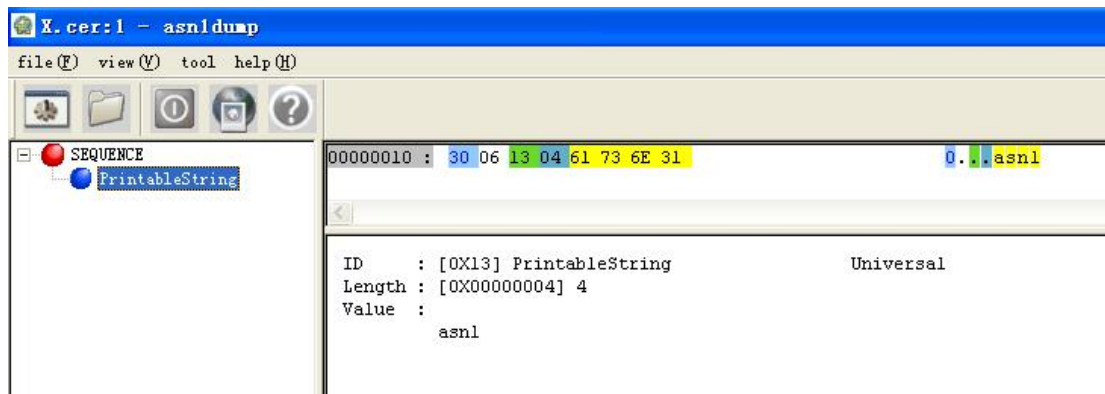 X.cer:1 - asn1dump
file(F) view(V) tool help(H)
SEQUENCE
PrintableString
00000010 : 30 06 13 04 61 73 6E 31 0...asn1
ID : [0X13] PrintableString Universal
Length : [0X00000004] 4
Value :
asn1